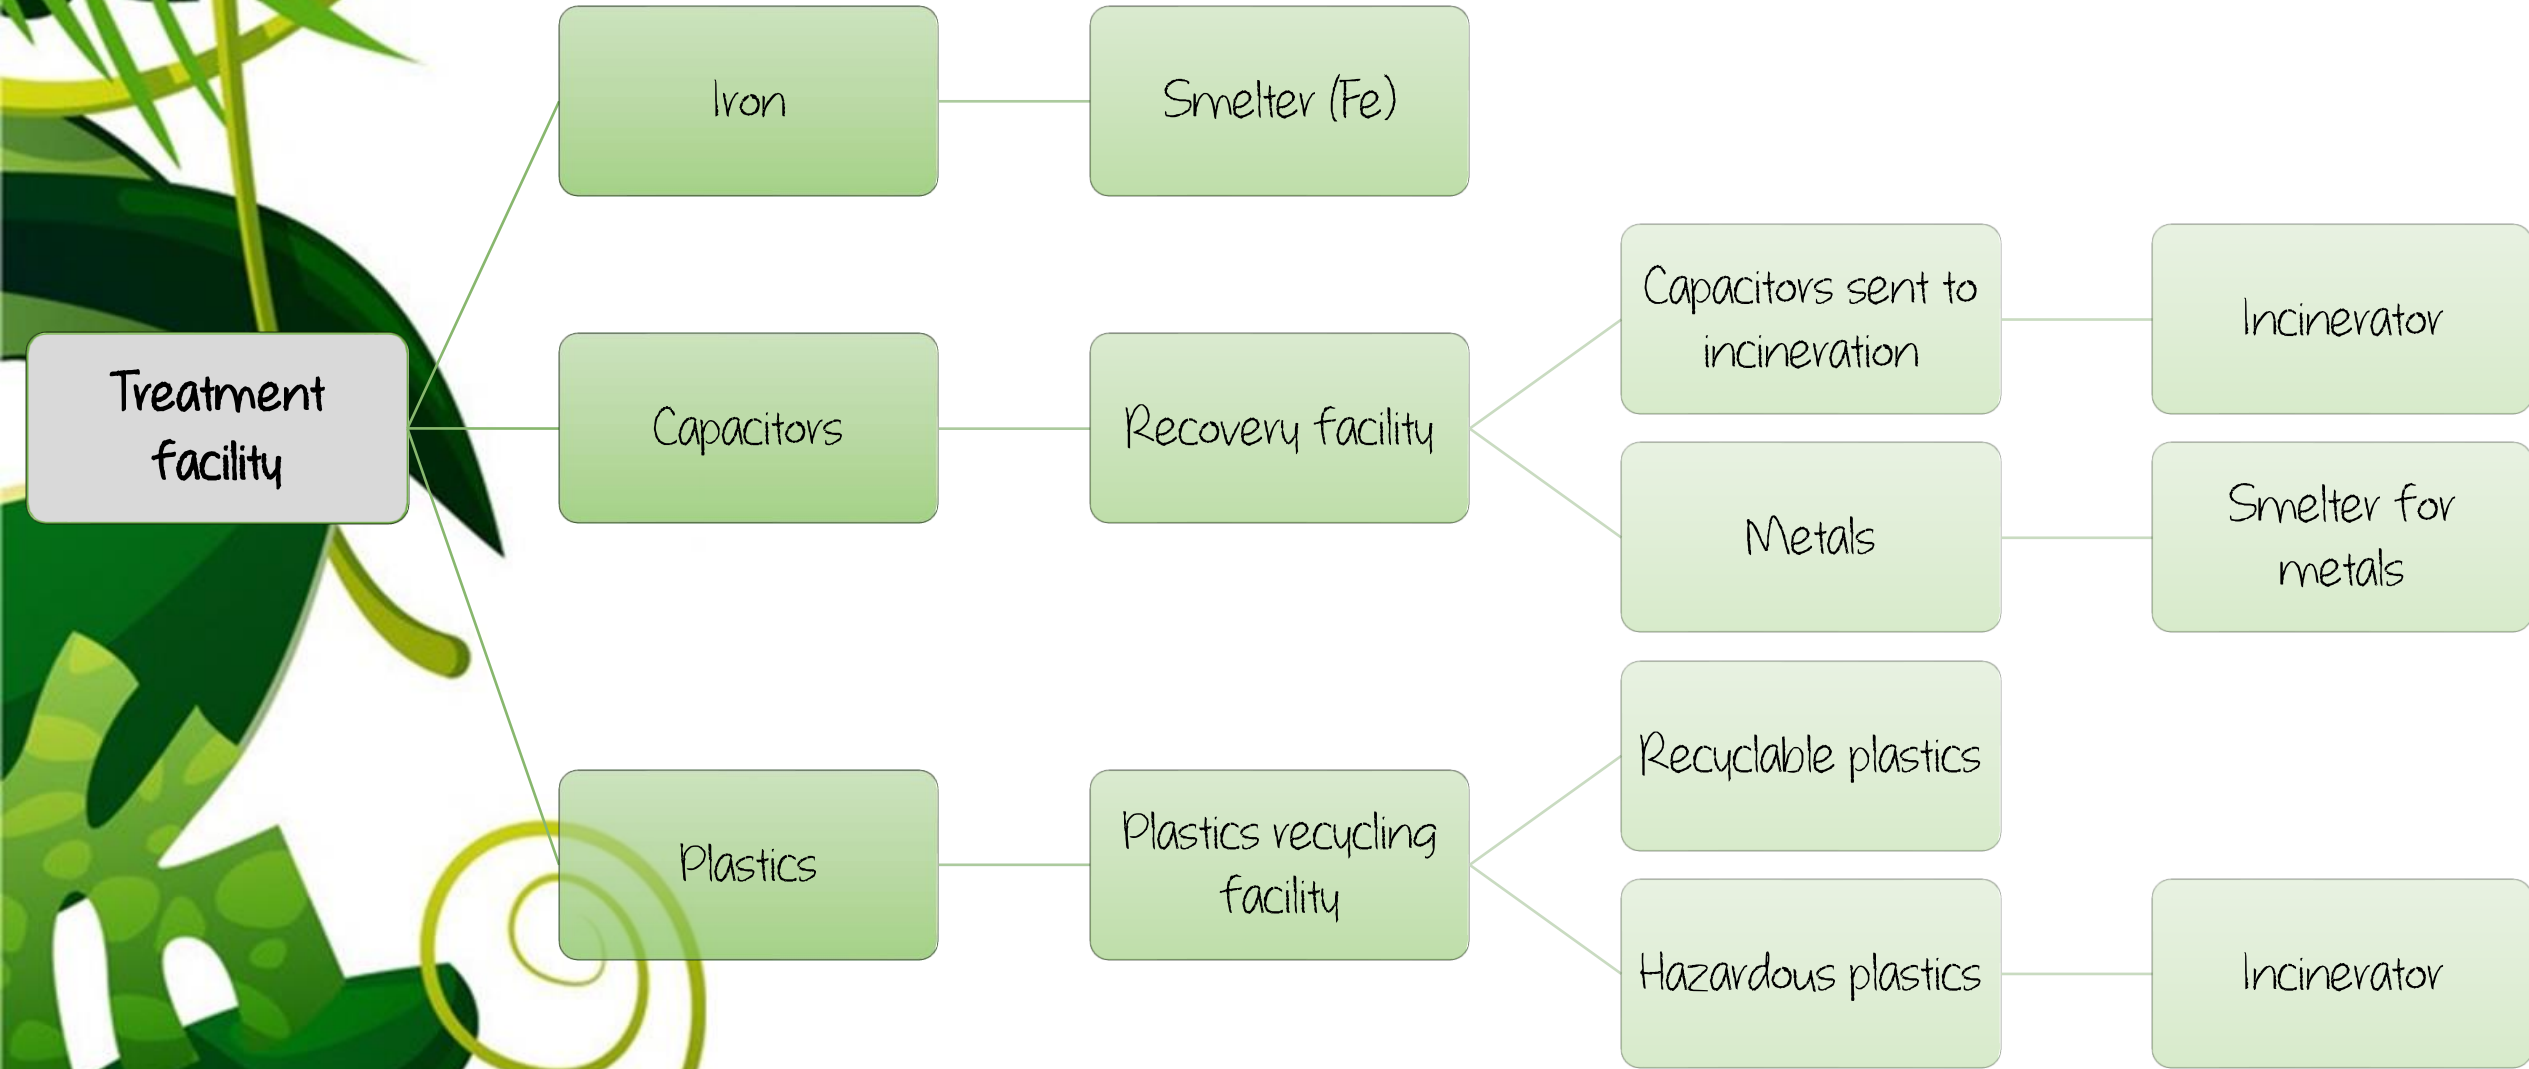 Treatment
facility
Iron
Smelter (Fe)
Capacitors
Recovery facility
Capacitors sent to
incineration
Incinerator
Metals
Smelter for
metals
Plastics
Plastics recycling
facility
Recyclable plastics
Hazardous plastics
Incinerator